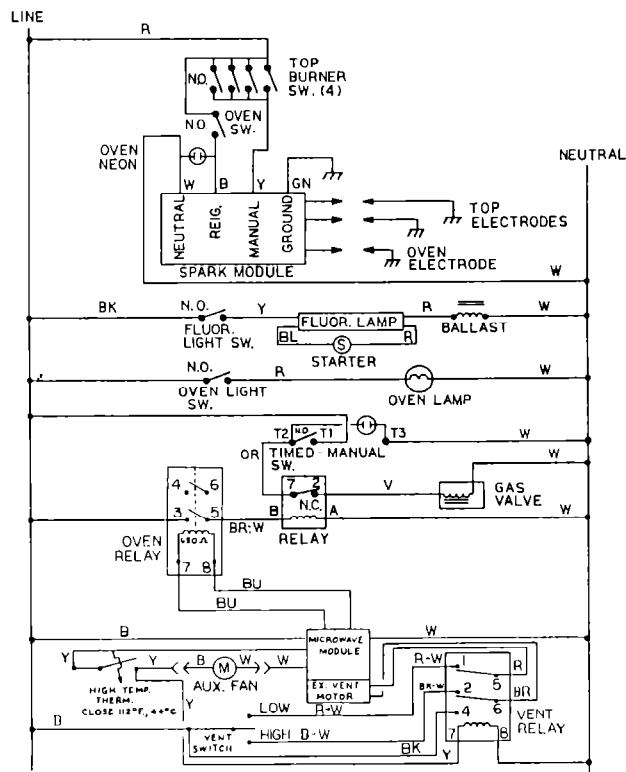 LINE
R
TOP
BURNER
SW. (4)
N.O.
N.O.
OVEN
SW.
OVEN
NEON
NEUTRAL
W
B
Y
GN
NEUTRAL
REIG.
MANUAL
GROUND
TOP
ELECTRODES
OVEN
ELECTRODE
SPARK MODULE
W
BK
N.O.
Y
FLUOR. LAMP
R
W
FLUOR.
LIGHT SW.
BL
R
BALLAST
S
STARTER
N.O.
R
W
OVEN LIGHT
SW.
OVEN LAMP
T2
N.O
T1
T3
W
OR
TIMED-MANUAL
SW.
W
4
6
7
2
V
GAS
VALVE
N.C.
3
5
BR-W
B
A
W
OVEN
RELAY
680Ω
RELAY
7
8
BU
BU
B
MICROWAVE
MODULE
W
Y
Y
B
M
W
W
R-W
1
5
R
AUX. FAN
EX. VENT
MOTOR
BR-W
2
BR
HIGH TEMP.
THERM.
CLOSE 112°F, 44°C
LOW
R-W
4
6
VENT
RELAY
B
VENT
SWITCH
HIGH
B-W
BK
Y
7
8